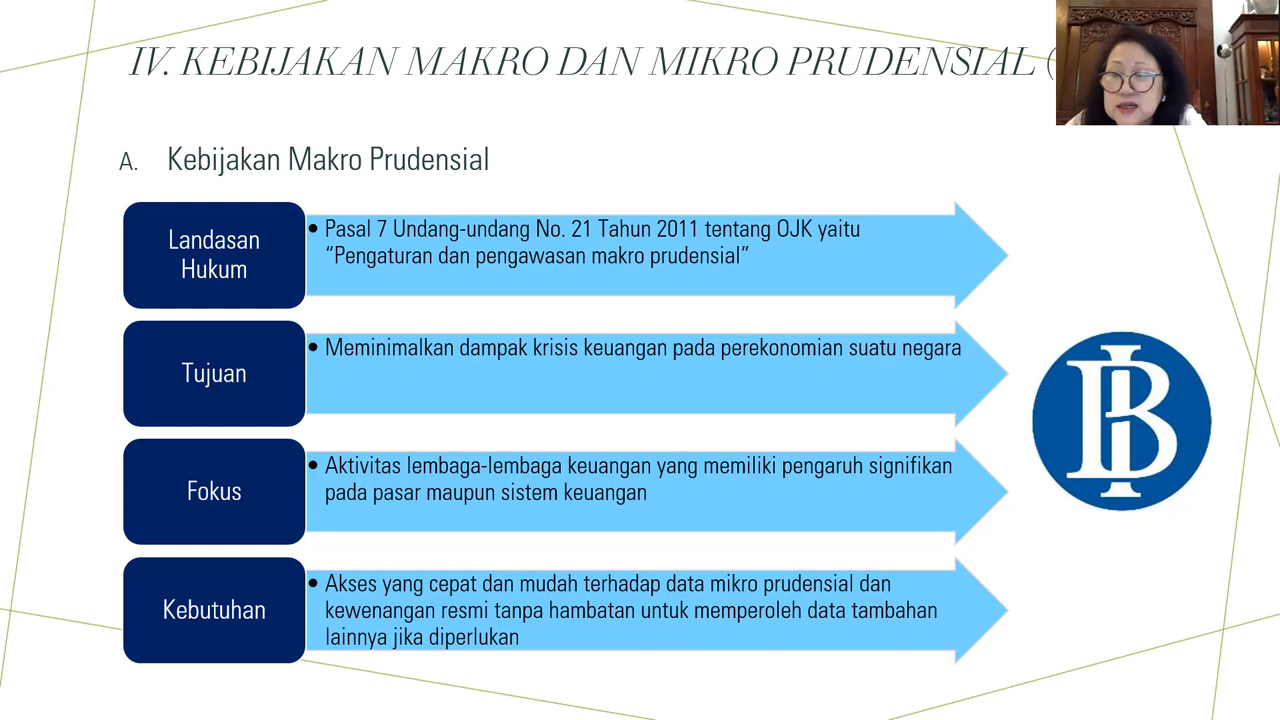 IV. KEBIJAKAN MAKRO DAN MIKRO PRUDENSIAL (
A. Kebijakan Makro Prudensial
Landasan
Hukum
• Pasal 7 Undang-undang No. 21 Tahun 2011 tentang OJK yaitu
“Pengaturan dan pengawasan makro prudensial”
Tujuan
• Meminimalkan dampak krisis keuangan pada perekonomian suatu negara
Fokus
• Aktivitas lembaga-lembaga keuangan yang memiliki pengaruh signifikan
pada pasar maupun sistem keuangan
Kebutuhan
• Akses yang cepat dan mudah terhadap data mikro prudensial dan
kewenangan resmi tanpa hambatan untuk memperoleh data tambahan
lainnya jika diperlukan
BI